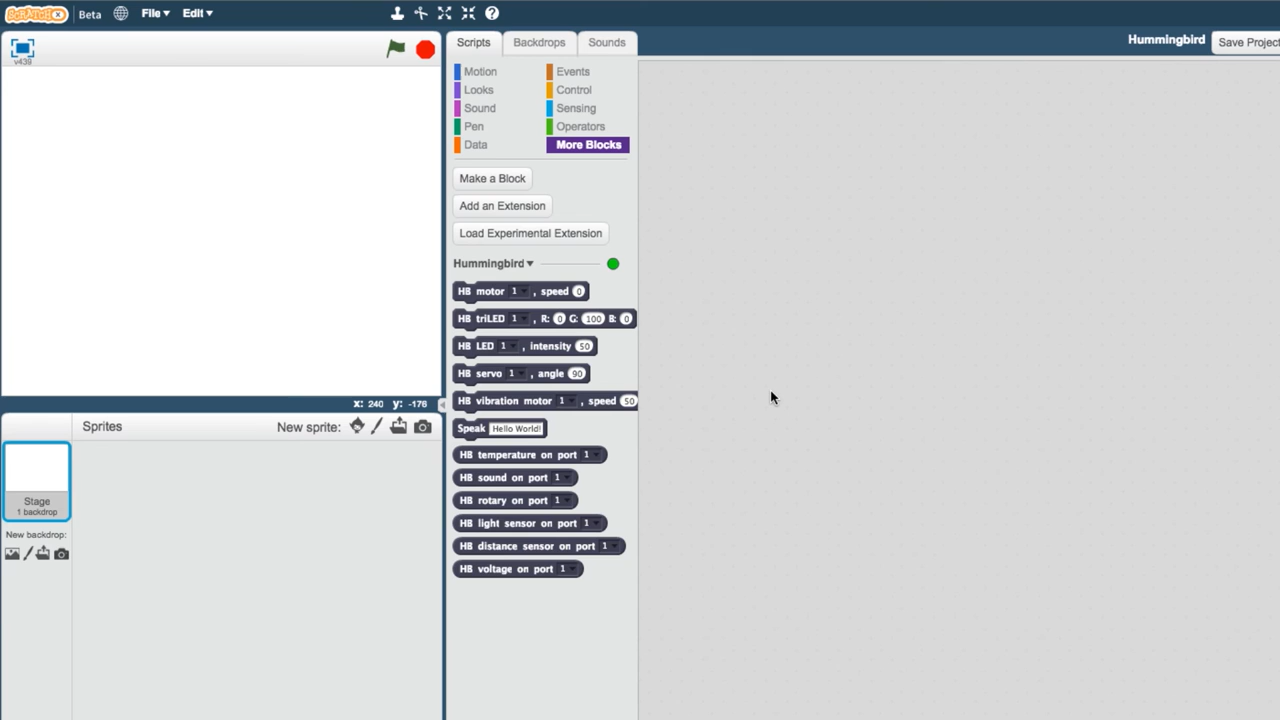 SCRATCHX
Beta
File
Edit
v439
Scripts
Backdrops
Sounds
Hummingbird
Save Projec
Motion
Events
Looks
Control
Sound
Sensing
Pen
Operators
Data
More Blocks
Make a Block
Add an Extension
Load Experimental Extension
Hummingbird
HB motor 1 , speed 0
HB triLED 1 , R: 0 G: 100 B: 0
HB LED 1 , intensity 50
HB servo 1 , angle 90
HB vibration motor 1 , speed 50
Speak Hello World!
HB temperature on port 1
HB sound on port 1
HB rotary on port 1
HB light sensor on port 1
HB distance sensor on port 1
HB voltage on port 1
x: 240 y: -176
Sprites
New sprite:
Stage
1 backdrop
New backdrop: